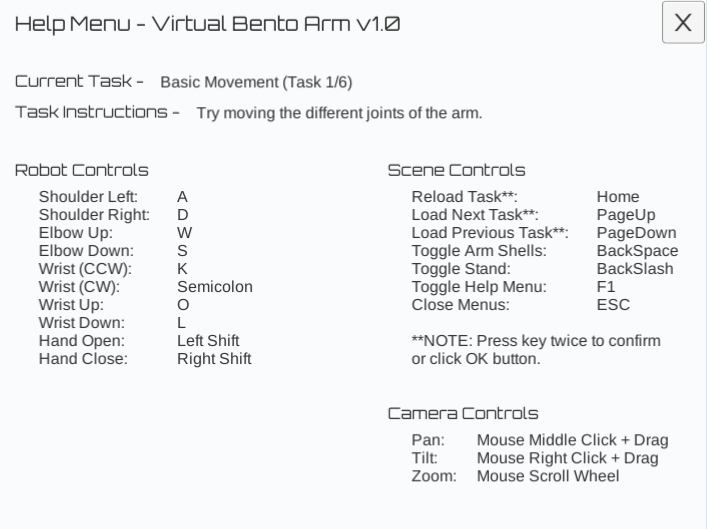 Help Menu - Virtual Bento Arm v1.0
X
Current Task - Basic Movement (Task 1/6)
Task Instructions - Try moving the different joints of the arm.
Robot Controls
Shoulder Left: A
Shoulder Right: D
Elbow Up: W
Elbow Down: S
Wrist (CCW): K
Wrist (CW): Semicolon
Wrist Up: O
Wrist Down: L
Hand Open: Left Shift
Hand Close: Right Shift
Scene Controls
Reload Task**: Home
Load Next Task**: PageUp
Load Previous Task**: PageDown
Toggle Arm Shells: BackSpace
Toggle Stand: BackSlash
Toggle Help Menu: F1
Close Menus: ESC
**NOTE: Press key twice to confirm
or click OK button.
Camera Controls
Pan: Mouse Middle Click + Drag
Tilt: Mouse Right Click + Drag
Zoom: Mouse Scroll Wheel